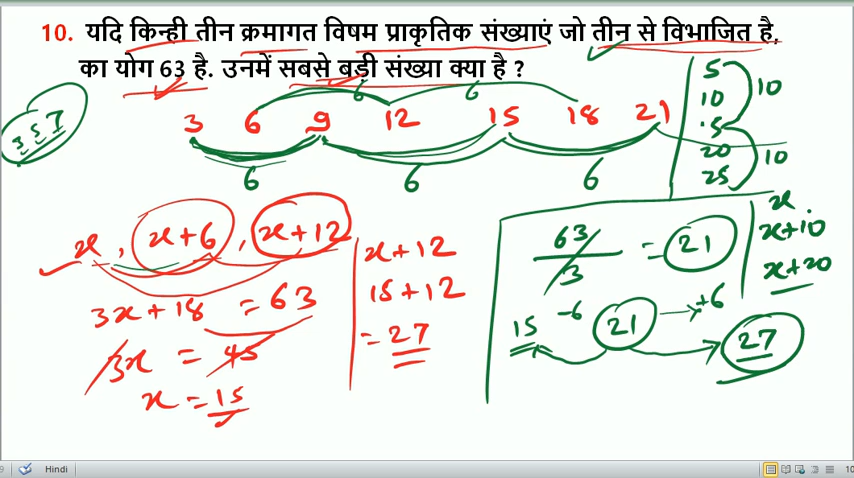 10. यदि किन्ही तीन क्रमागत विषम प्राकृतिक संख्याएं जो तीन से विभाजित है,
का योग 63 है. उनमें सबसे बड़ी संख्या क्या है ?
3 5 7
6 6
3 6 9 12 15 18 21
6 6 6
5
10
15
20
25
10
10
x, x+6, x+12
3x+18 = 63
3x = 45
x = 15
x+12
15+12
= 27
63/3 = 21
15 -6 21 → +6 27
x
x+10
x+20
Hindi